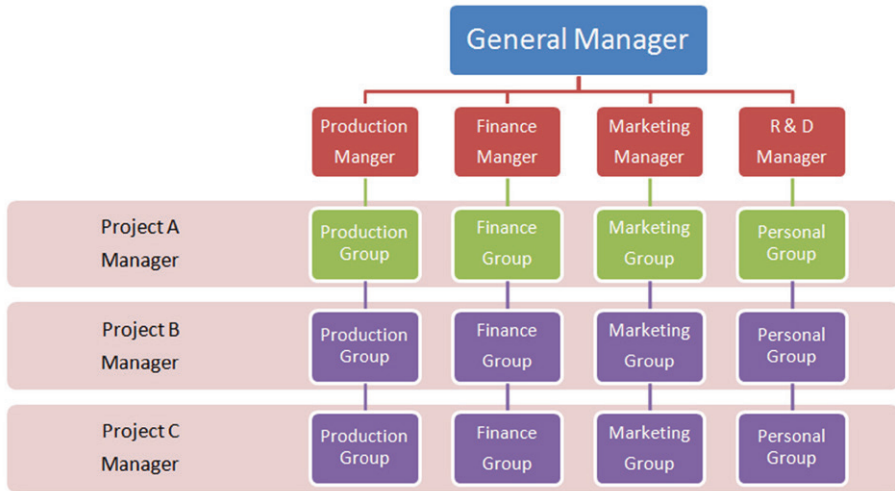 General Manager
Production
Manger
Finance
Manger
Marketing
Manager
R & D
Manager
Project A
Manager
Production
Group
Finance
Group
Marketing
Group
Personal
Group
Project B
Manager
Production
Group
Finance
Group
Marketing
Group
Personal
Group
Project C
Manager
Production
Group
Finance
Group
Marketing
Group
Personal
Group